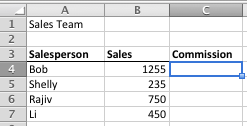 A B C
1 Sales Team
2
3 Salesperson Sales Commission
4 Bob 1255
5 Shelly 235
6 Rajiv 750
7 Li 450